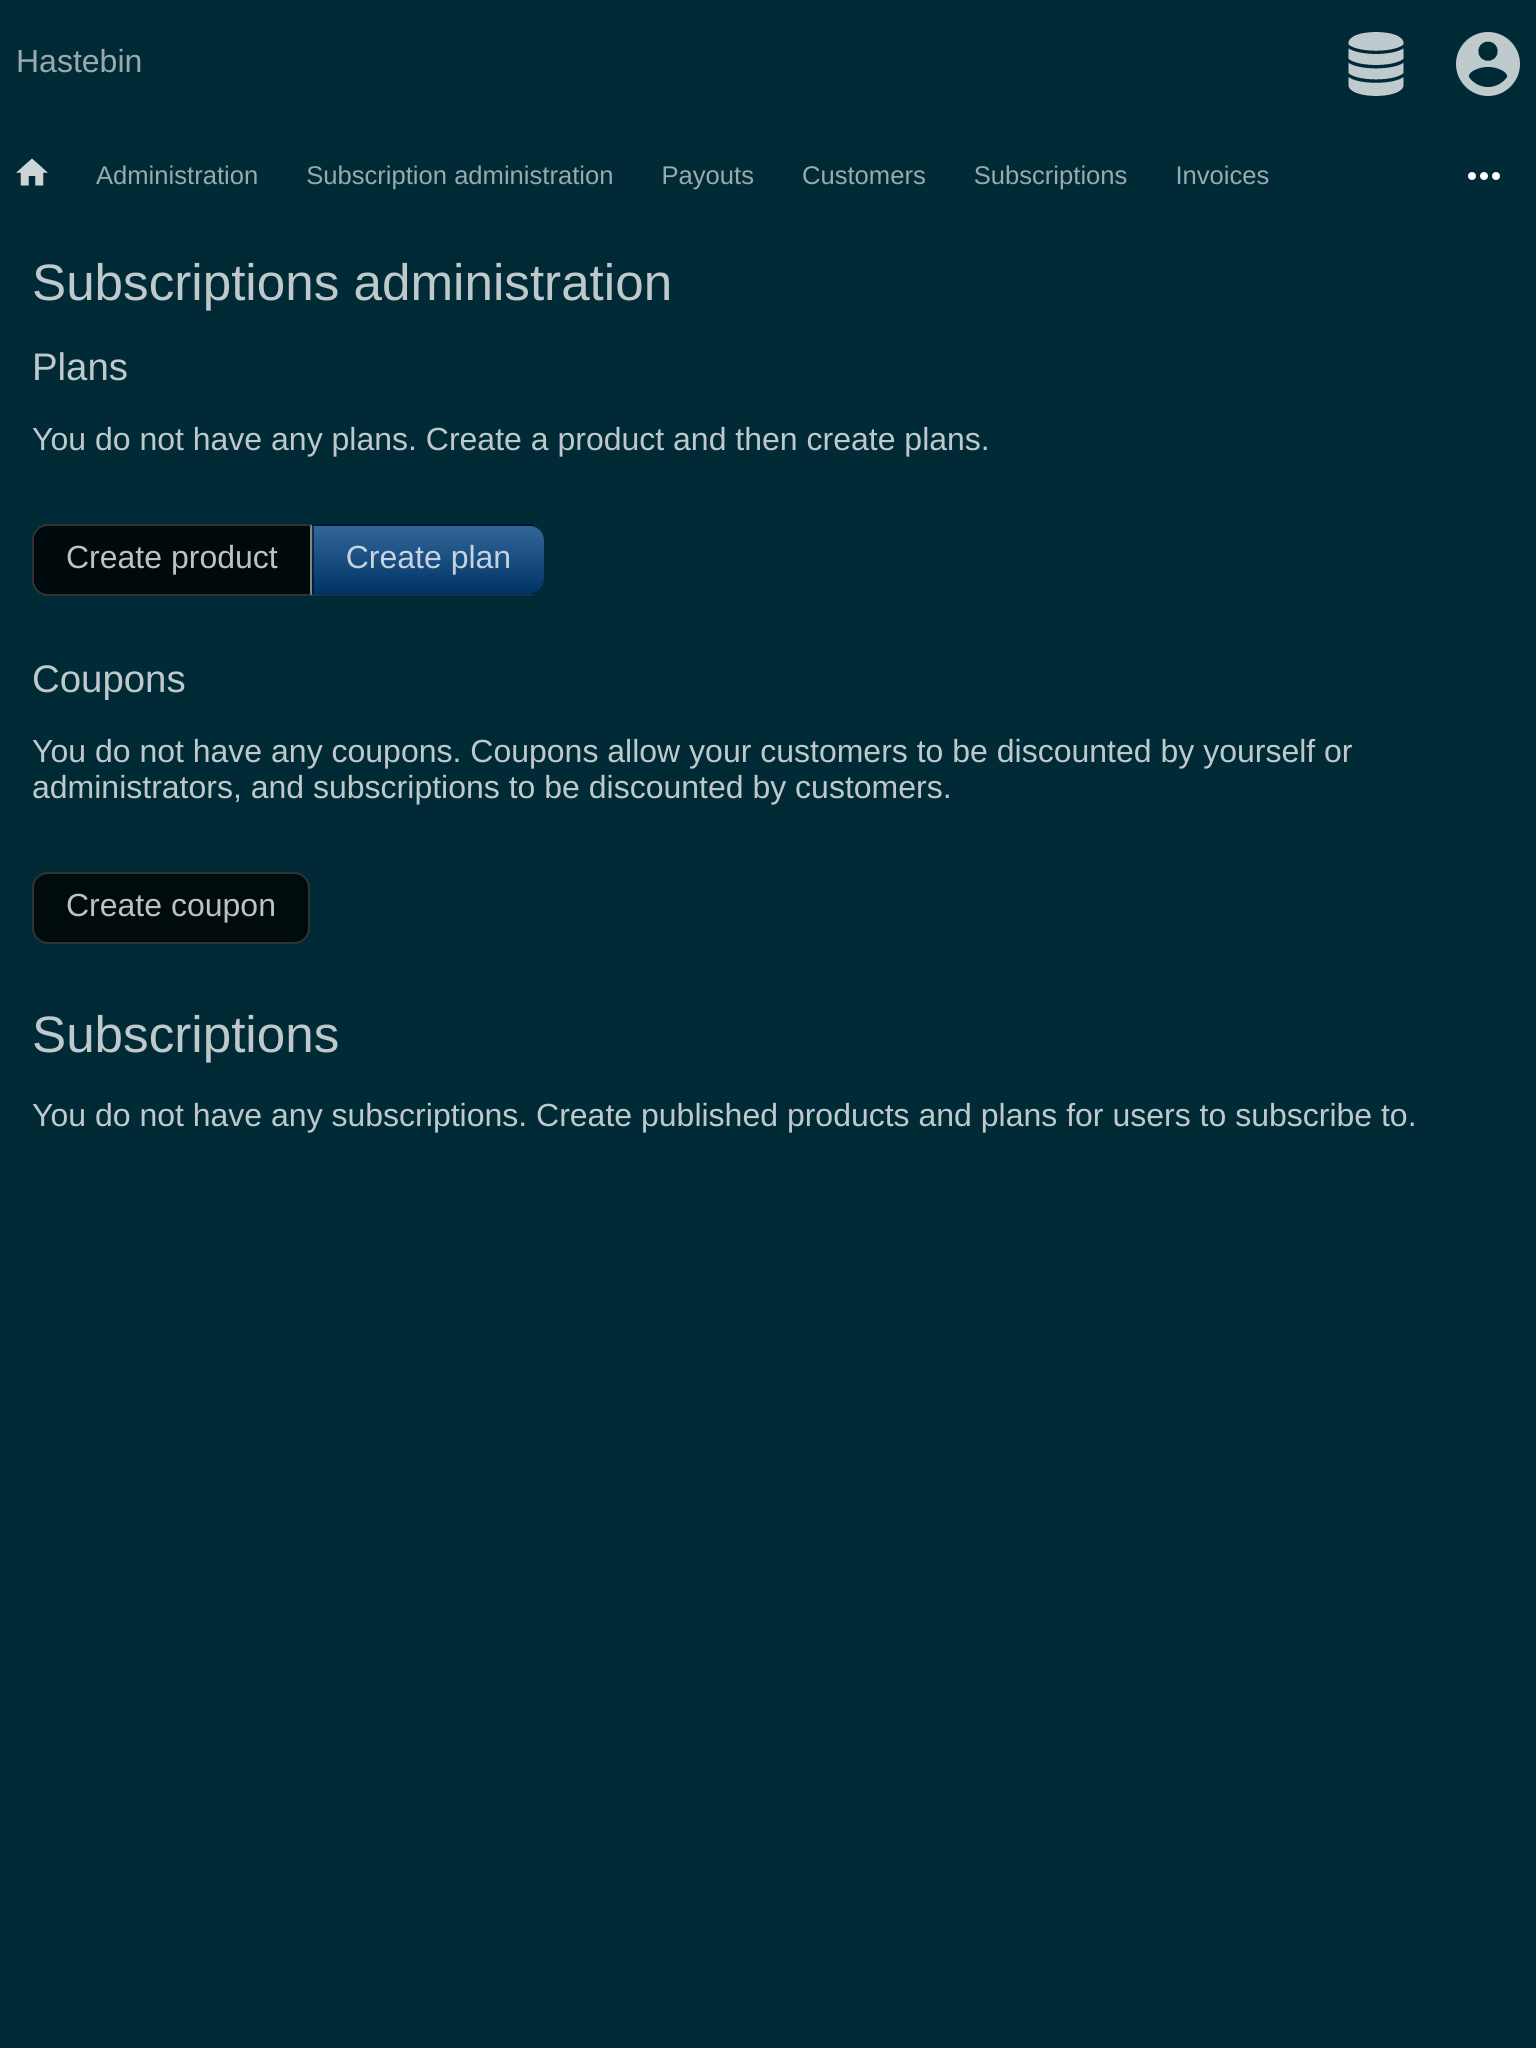 Hastebin
Administration Subscription administration Payouts Customers Subscriptions Invoices
Subscriptions administration
Plans
You do not have any plans. Create a product and then create plans.
Create product Create plan
Coupons
You do not have any coupons. Coupons allow your customers to be discounted by yourself or
administrators, and subscriptions to be discounted by customers.
Create coupon
Subscriptions
You do not have any subscriptions. Create published products and plans for users to subscribe to.